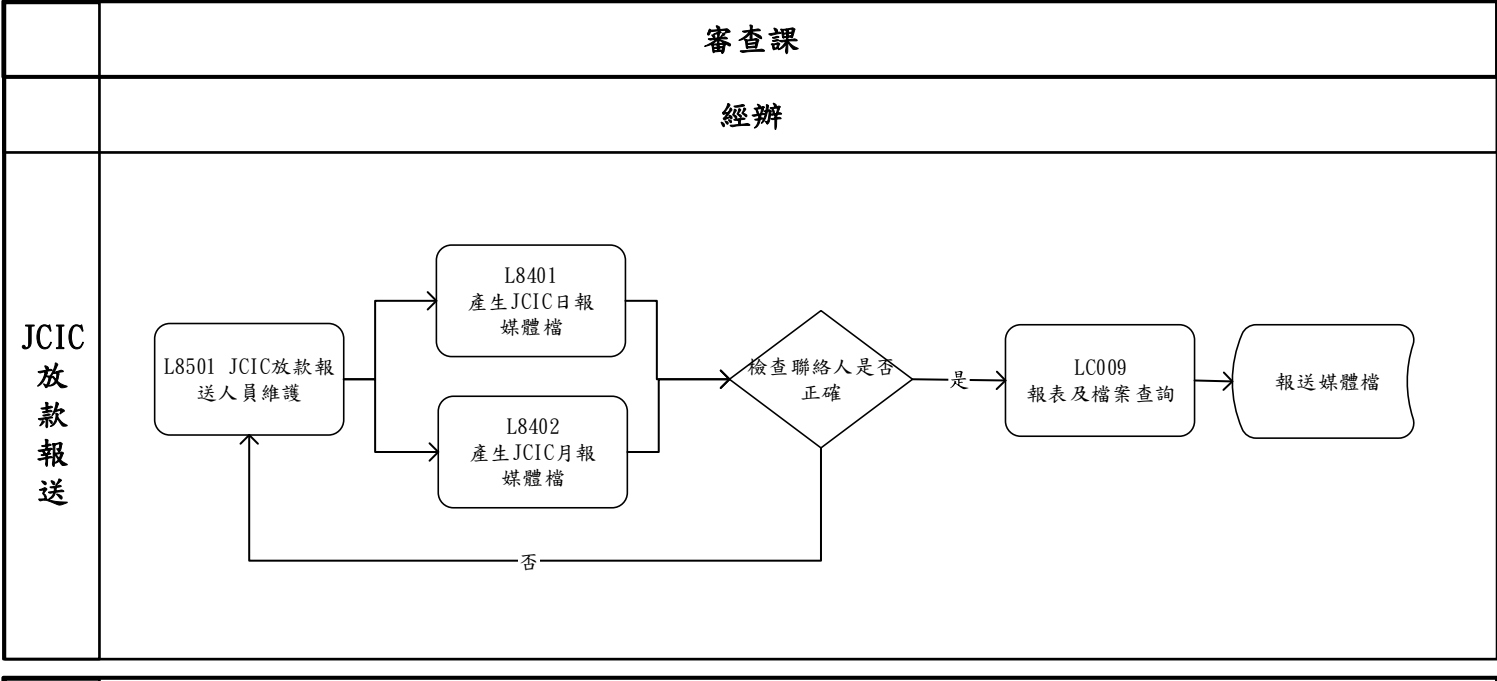 審查課
經辦
JCIC
放
款
報
送
L8501 JCIC放款報
送人員維護
L8401
產生JCIC日報
媒體檔
L8402
產生JCIC月報
媒體檔
檢查聯絡人是否
正確
是
否
LC009
報表及檔案查詢
報送媒體檔